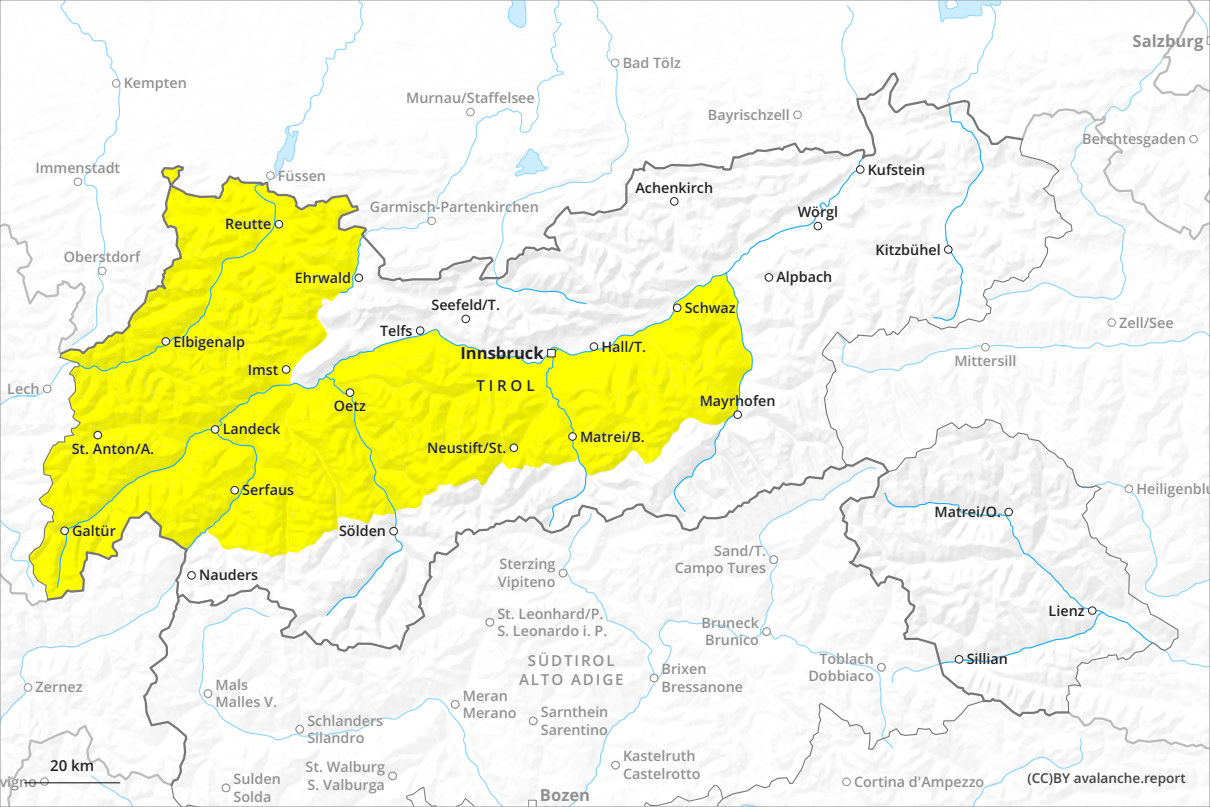 Salzburg
Bad Tölz
Kempten
Murnau/Staffelsee
Bayrischzell
Berchtesgaden
Immenstadt
Kufstein
Füssen
Achenkirch
Garmisch-Partenkirchen
Wörgl
Reutte
Kitzbühel
Oberstdorf
Ehrwald
Alpbach
Seefeld/T.
Schwaz
Zell/See
Telfs
Elbigenalp
Innsbruck
Hall/T.
Mittersill
Imst
TIROL
Lech
Oetz
Mayrhofen
Landeck
Matrei/B.
St. Anton/A.
Neustift/St.
Serfaus
Heiligenblu
Matrei/O.
Galtür
Sölden
Sand/T.
Campo Tures
Sterzing
Vipiteno
Nauders
Lienz
St. Leonhard/P.
S. Leonardo i. P.
Bruneck
Brunico
SÜDTIROL
ALTO ADIGE
Toblach
Dobbiaco
Sillian
Brixen
Bressanone
Zernez
Mals
Malles V.
Meran
Merano
Sarnthein
Sarentino
Schlanders
Silandro
Kastelruth
Castelrotto
20 km
St. Walburg
S. Valburga
vigno
Sulden
Solda
Cortina d'Ampezzo
(CC)BY avalanche.report
Bozen